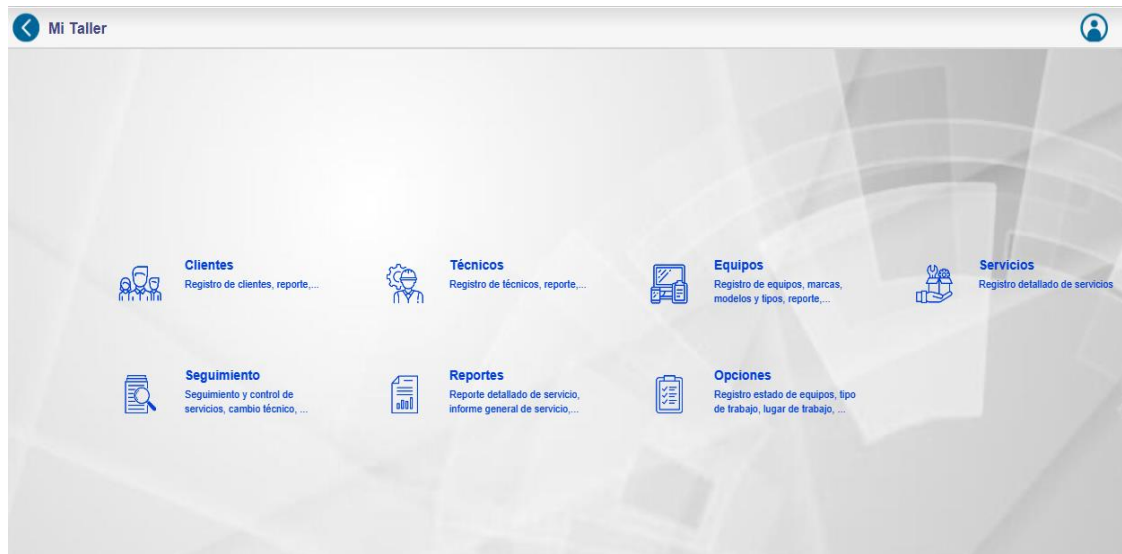 Mi Taller
Clientes
Registro de clientes, reporte,...
Técnicos
Registro de técnicos, reporte,...
Equipos
Registro de equipos, marcas,
modelos y tipos, reporte,...
Servicios
Registro detallado de servicios
Seguimiento
Seguimiento y control de
servicios, cambio técnico, ...
Reportes
Reporte detallado de servicio,
informe general de servicio,...
Opciones
Registro estado de equipos, tipo
de trabajo, lugar de trabajo, ...